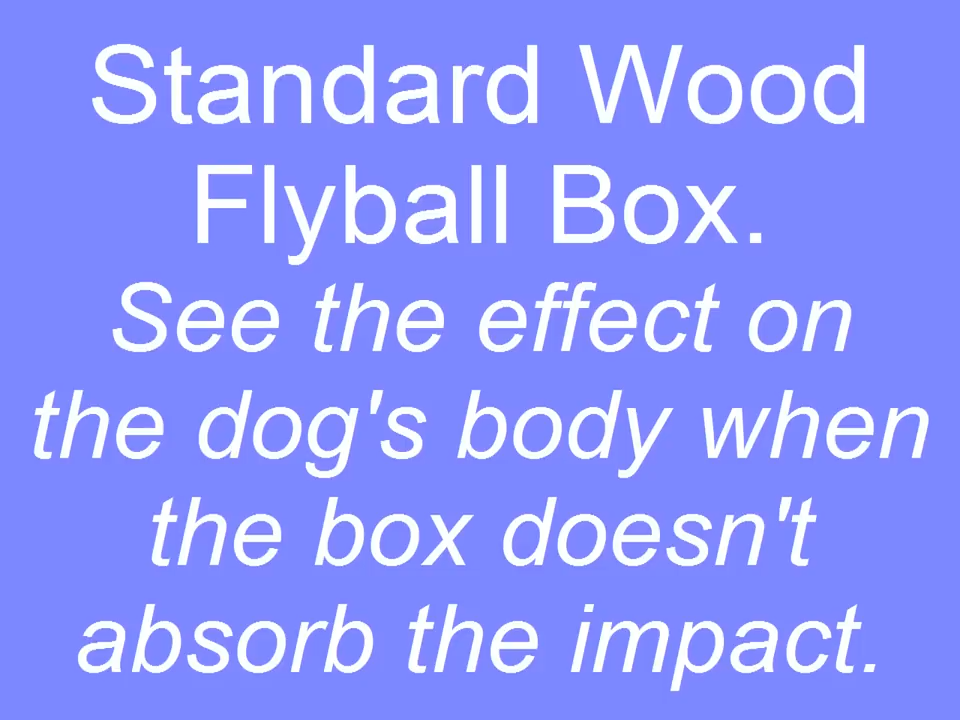 Standard Wood
Flyball Box.
See the effect on
the dog's body when
the box doesn't
absorb the impact.